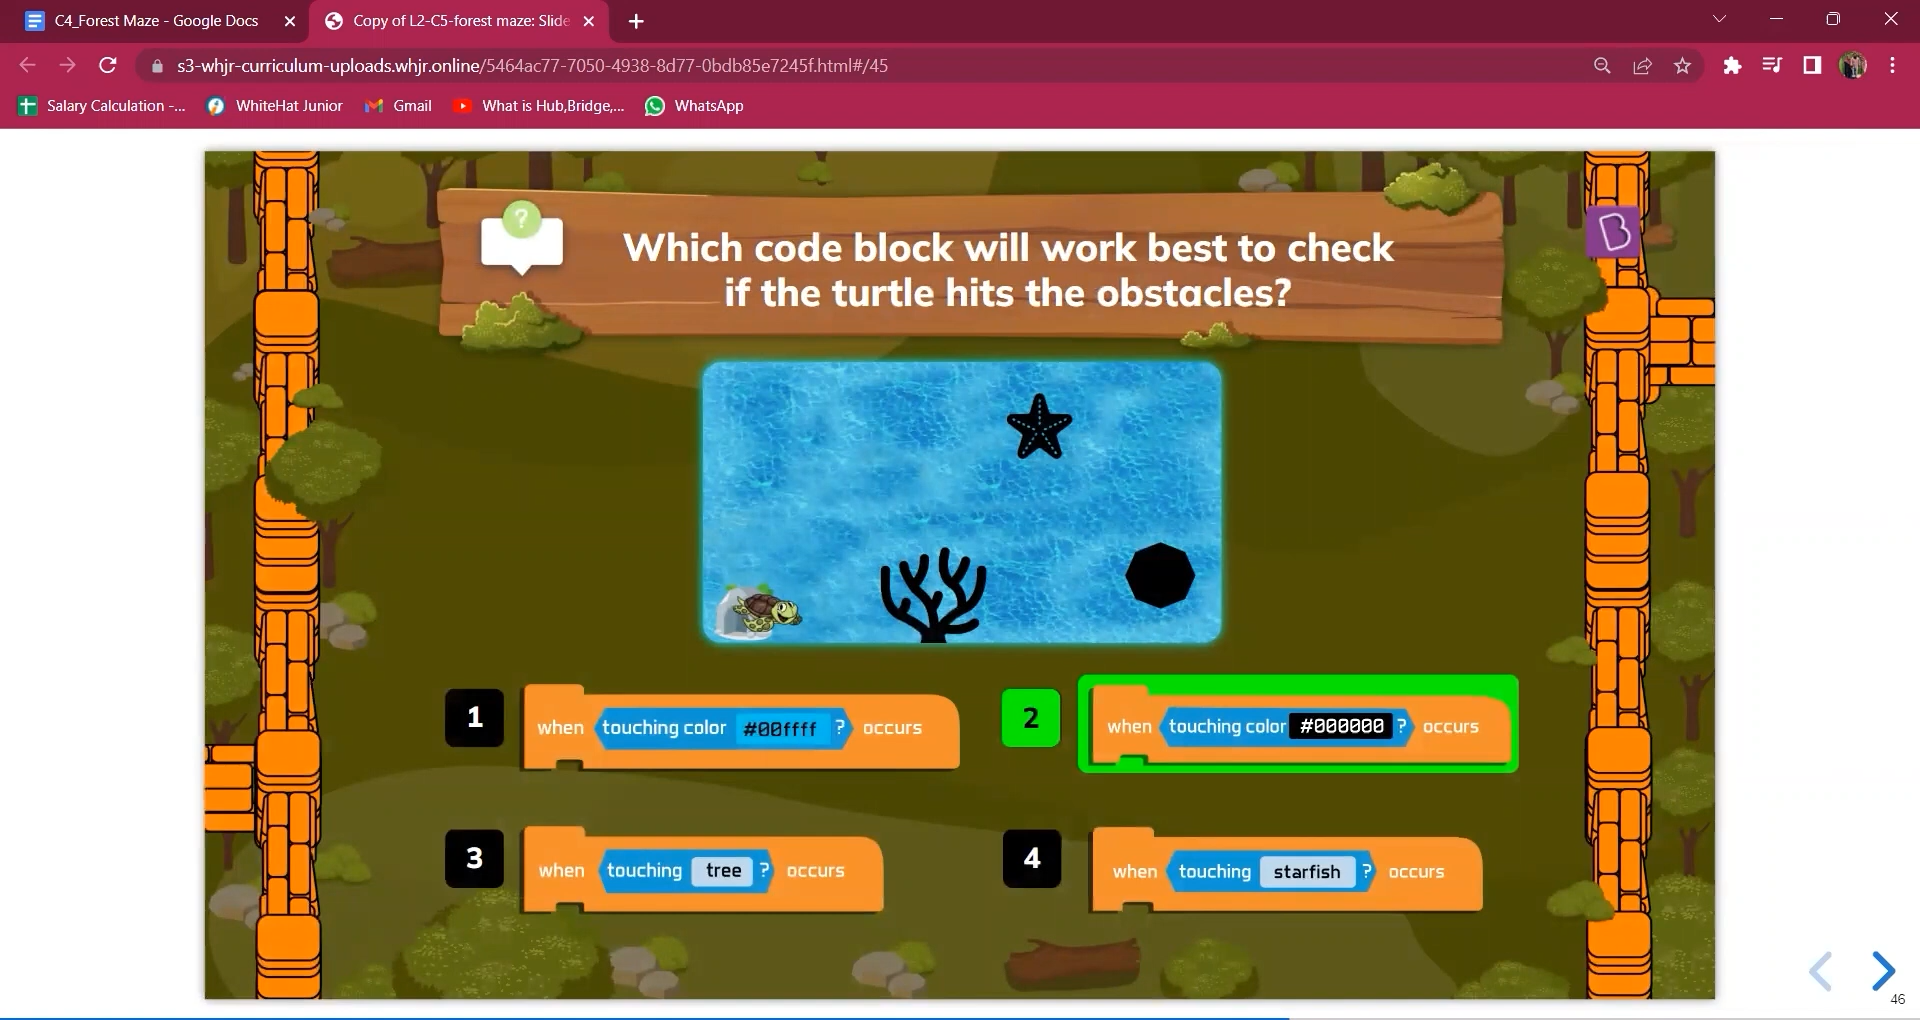 C4_Forest Maze - Google Docs
Copy of L2-C5-forest maze: Slide
s3-whjr-curriculum-uploads.whjr.online/5464ac77-7050-4938-8d77-0bdb85e7245f.html#/45
Salary Calculation -...
WhiteHat Junior
Gmail
What is Hub,Bridge,...
WhatsApp
?
Which code block will work best to check
if the turtle hits the obstacles?
B
1
when touching color #00ffff ? occurs
2
when touching color #000000 ? occurs
3
when touching tree ? occurs
4
when touching starfish ? occurs
46